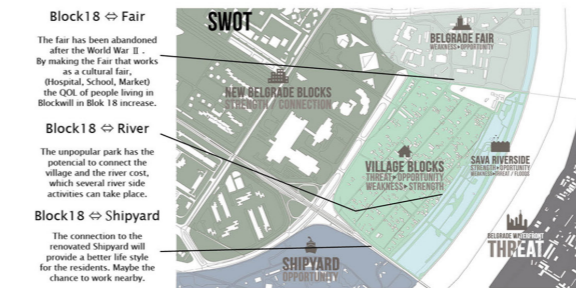 Block18 ⇔ Fair
The fair has been abandoned
after the World War Ⅱ .
By making the Fair that works
as a cultural fair,
(Hospital, School, Market)
the QOL of people living in
Blockwill in Blok 18 increase.
Block18 ⇔ River
The unpopular park has the
potencial to connect the
village and the river cost,
which several river side
activities can take place.
Block18 ⇔ Shipyard
The connection to the
renovated Shipyard will
provide a better life style
for the residents. Maybe the
chance to work nearby.
SWOT
BELGRADE FAIR
WEAKNESS•OPPORTUNITY
NEW BELGRADE BLOCKS
STRENGTH / CONNECTION
VILLAGE BLOCKS
THREAT•OPPORTUNITY
WEAKNESS•STRENGTH
SAVA RIVERSIDE
STRENGTH•OPORTUNITY
WEAKNESS•THREAT / FLOODS
BELGRADE WATERFRONT
THREAT
SHIPYARD
OPPORTUNITY